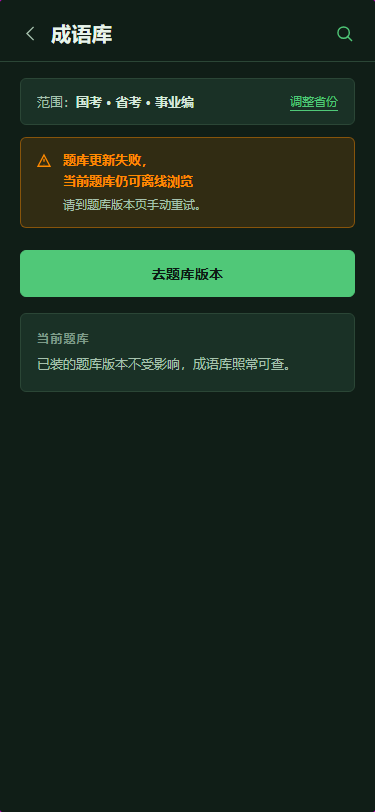 成语库
范围：国考 • 省考 • 事业编 调整省份
题库更新失败，
当前题库仍可离线浏览
请到题库版本页手动重试。
去题库版本
当前题库
已装的题库版本不受影响，成语库照常可查。